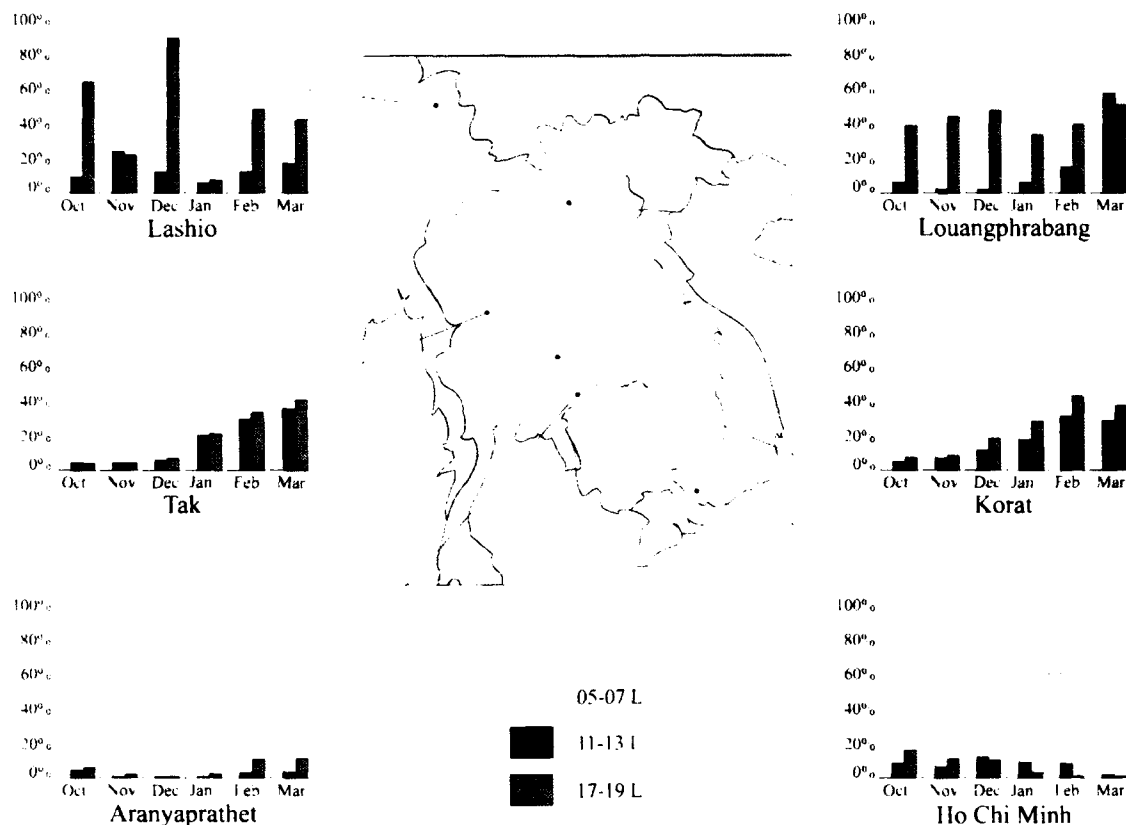 100%
80%
60%
40%
20%
0%
Oct Nov Dec Jan Feb Mar
Lashio
100%
80%
60%
40%
20%
0%
Oct Nov Dec Jan Feb Mar
Louangphrabang
100%
80%
60%
40%
20%
0%
Oct Nov Dec Jan Feb Mar
Tak
100%
80%
60%
40%
20%
0%
Oct Nov Dec Jan Feb Mar
Korat
100%
80%
60%
40%
20%
0%
Oct Nov Dec Jan Feb Mar
Aranyaprathet
05-07 L
11-13 L
17-19 L
100%
80%
60%
40%
20%
0%
Oct Nov Dec Jan Feb Mar
Ho Chi Minh